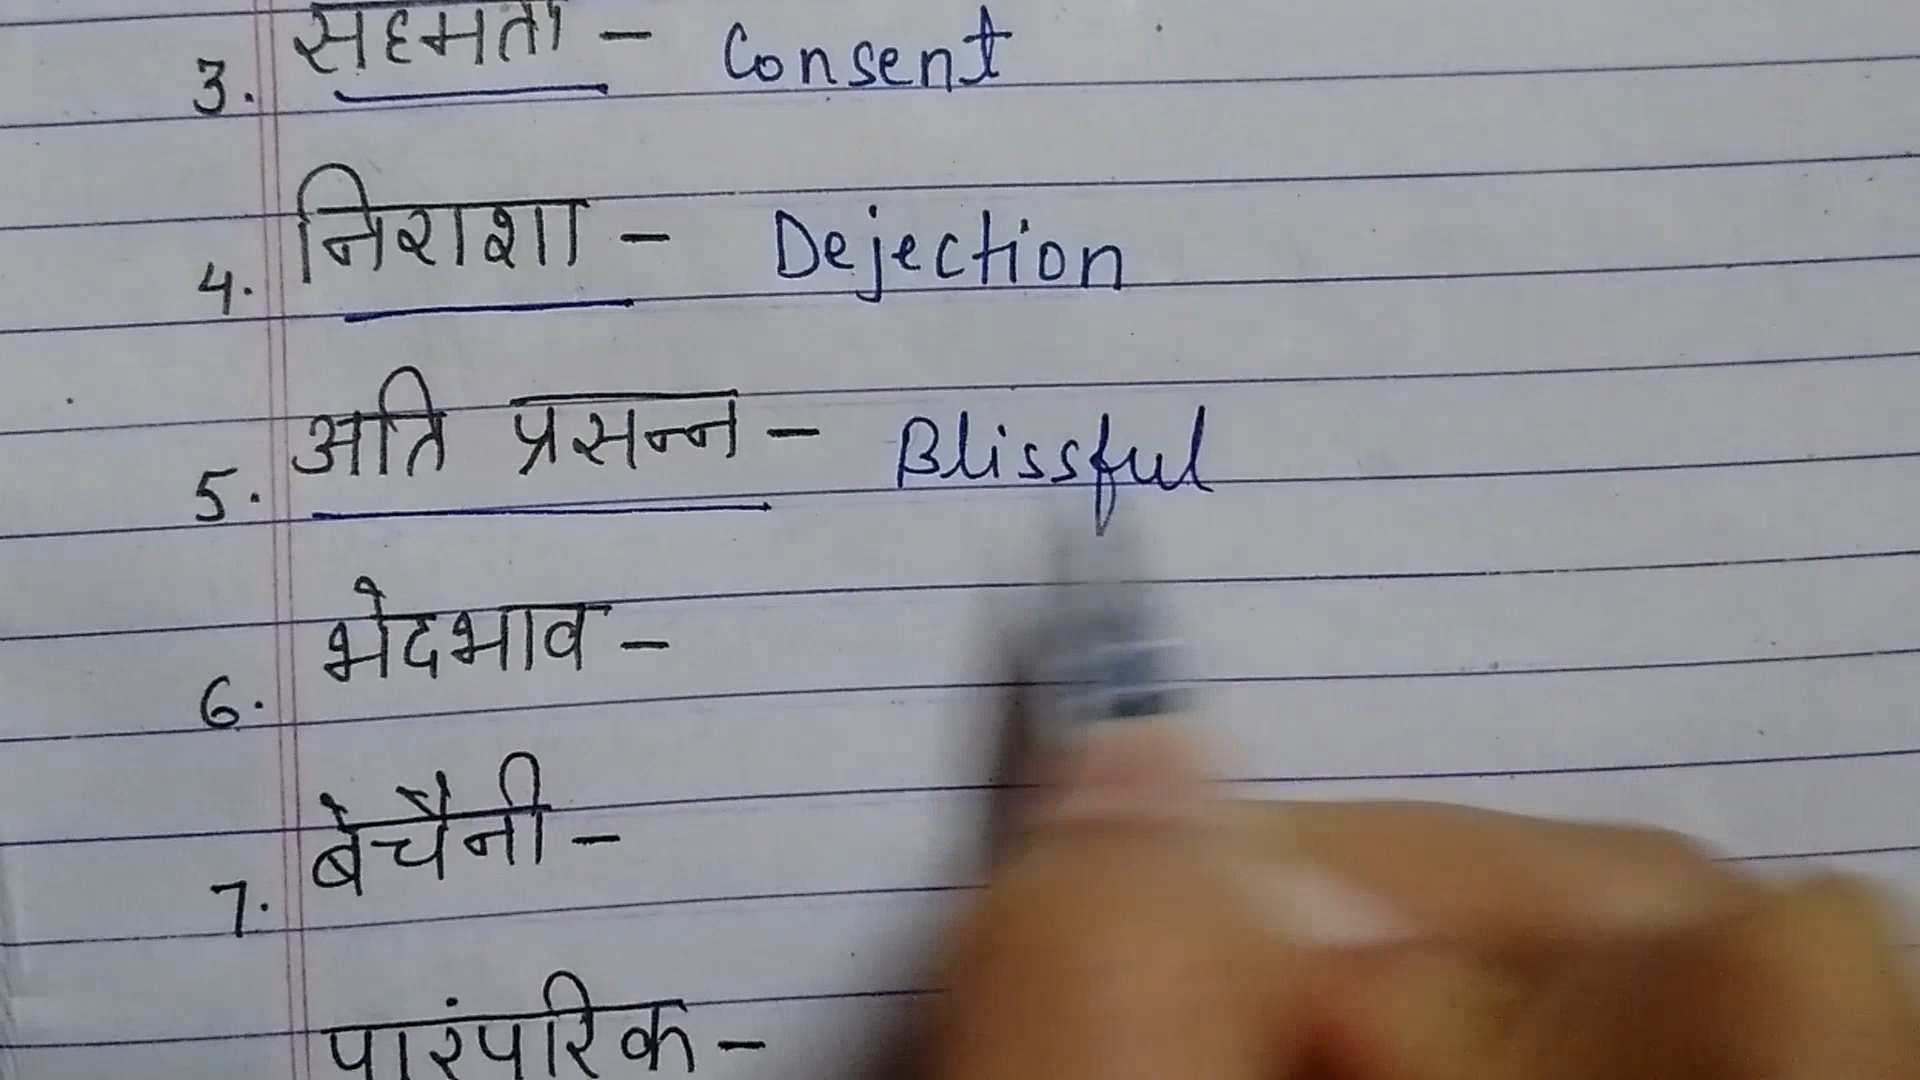 3. सहमती - Consent
4. निराशा - Dejection
5. अति प्रसन्न - Blissful
6. भेदभाव -
7. बेचैनी -
पारंपरिक -